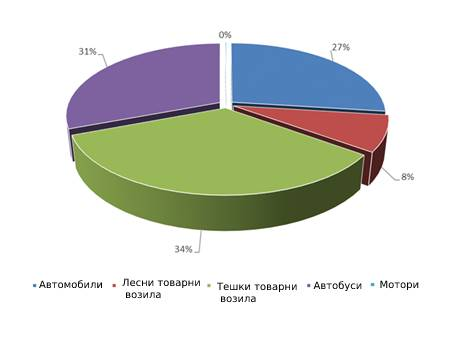 0%
31%
27%
8%
34%
Автомобили
Лесни товарни
возила
Тешки товарни
возила
Автобуси
Мотори